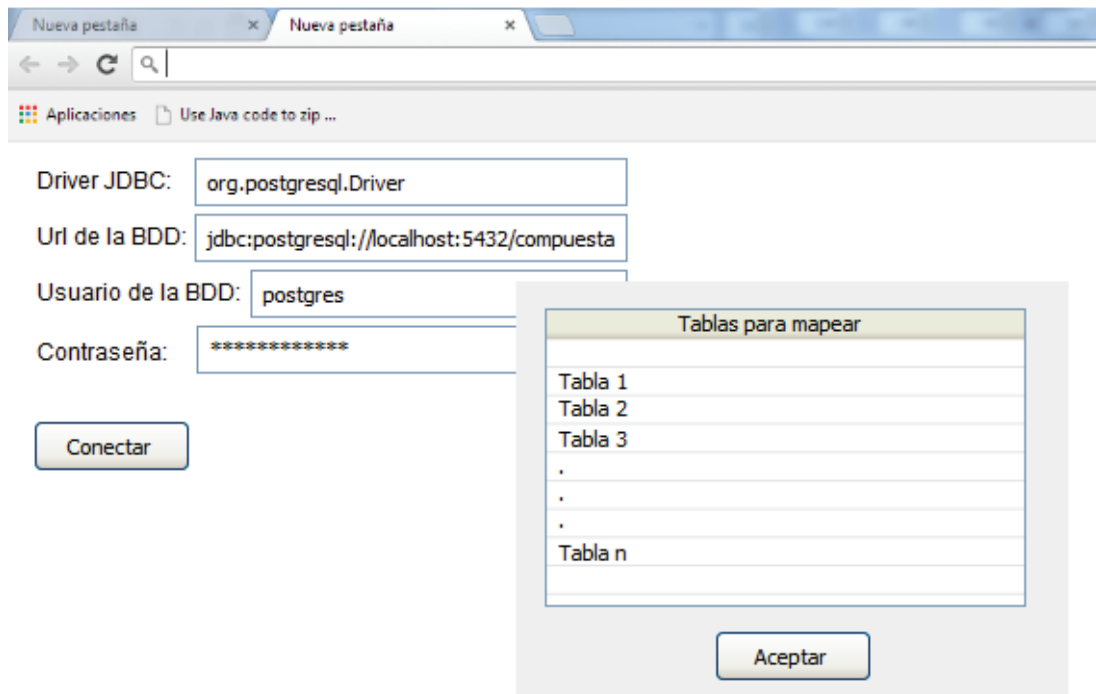 Nueva pestaña
Nueva pestaña
Aplicaciones
Use Java code to zip ...
Driver JDBC:
org.postgresql.Driver
Url de la BDD:
jdbc:postgresql://localhost:5432/compuesta
Usuario de la BDD:
postgres
Contraseña:
************
Conectar
Tablas para mapear
Tabla 1
Tabla 2
Tabla 3
.
.
.
Tabla n
Aceptar